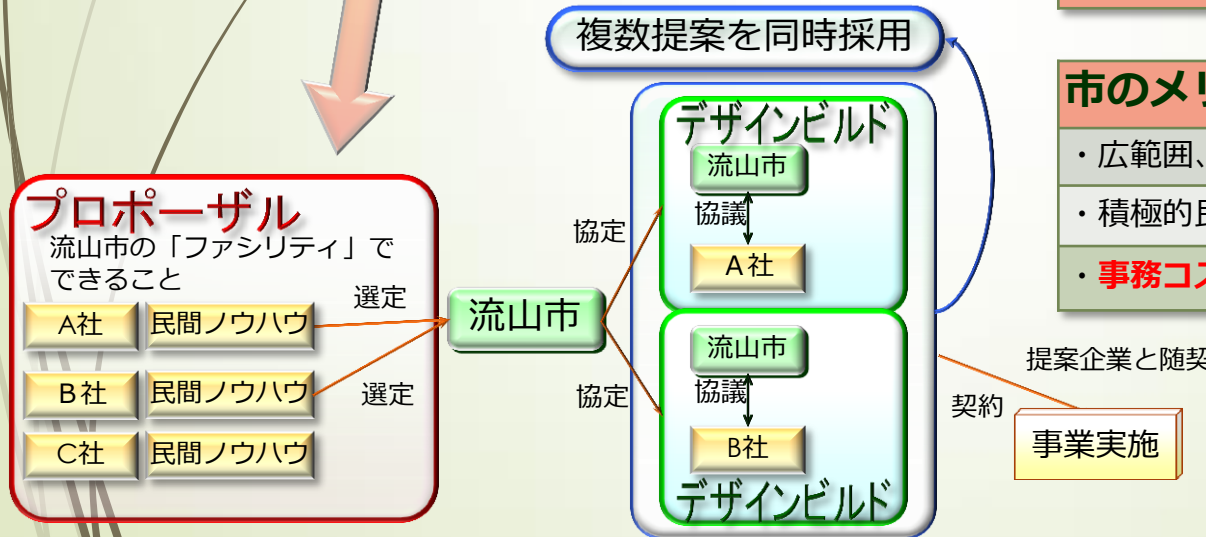 複数提案を同時採用
プロポーザル
流山市の「ファシリティ」で
できること
A社 民間ノウハウ
B社 民間ノウハウ
C社 民間ノウハウ
選定
選定
流山市
協定
協定
デザインビルド
流山市
協議
A社
流山市
協議
B社
デザインビルド
市のメリ
・広範囲、
・積極的
・事務コス
提案企業と随契
契約
事業実施